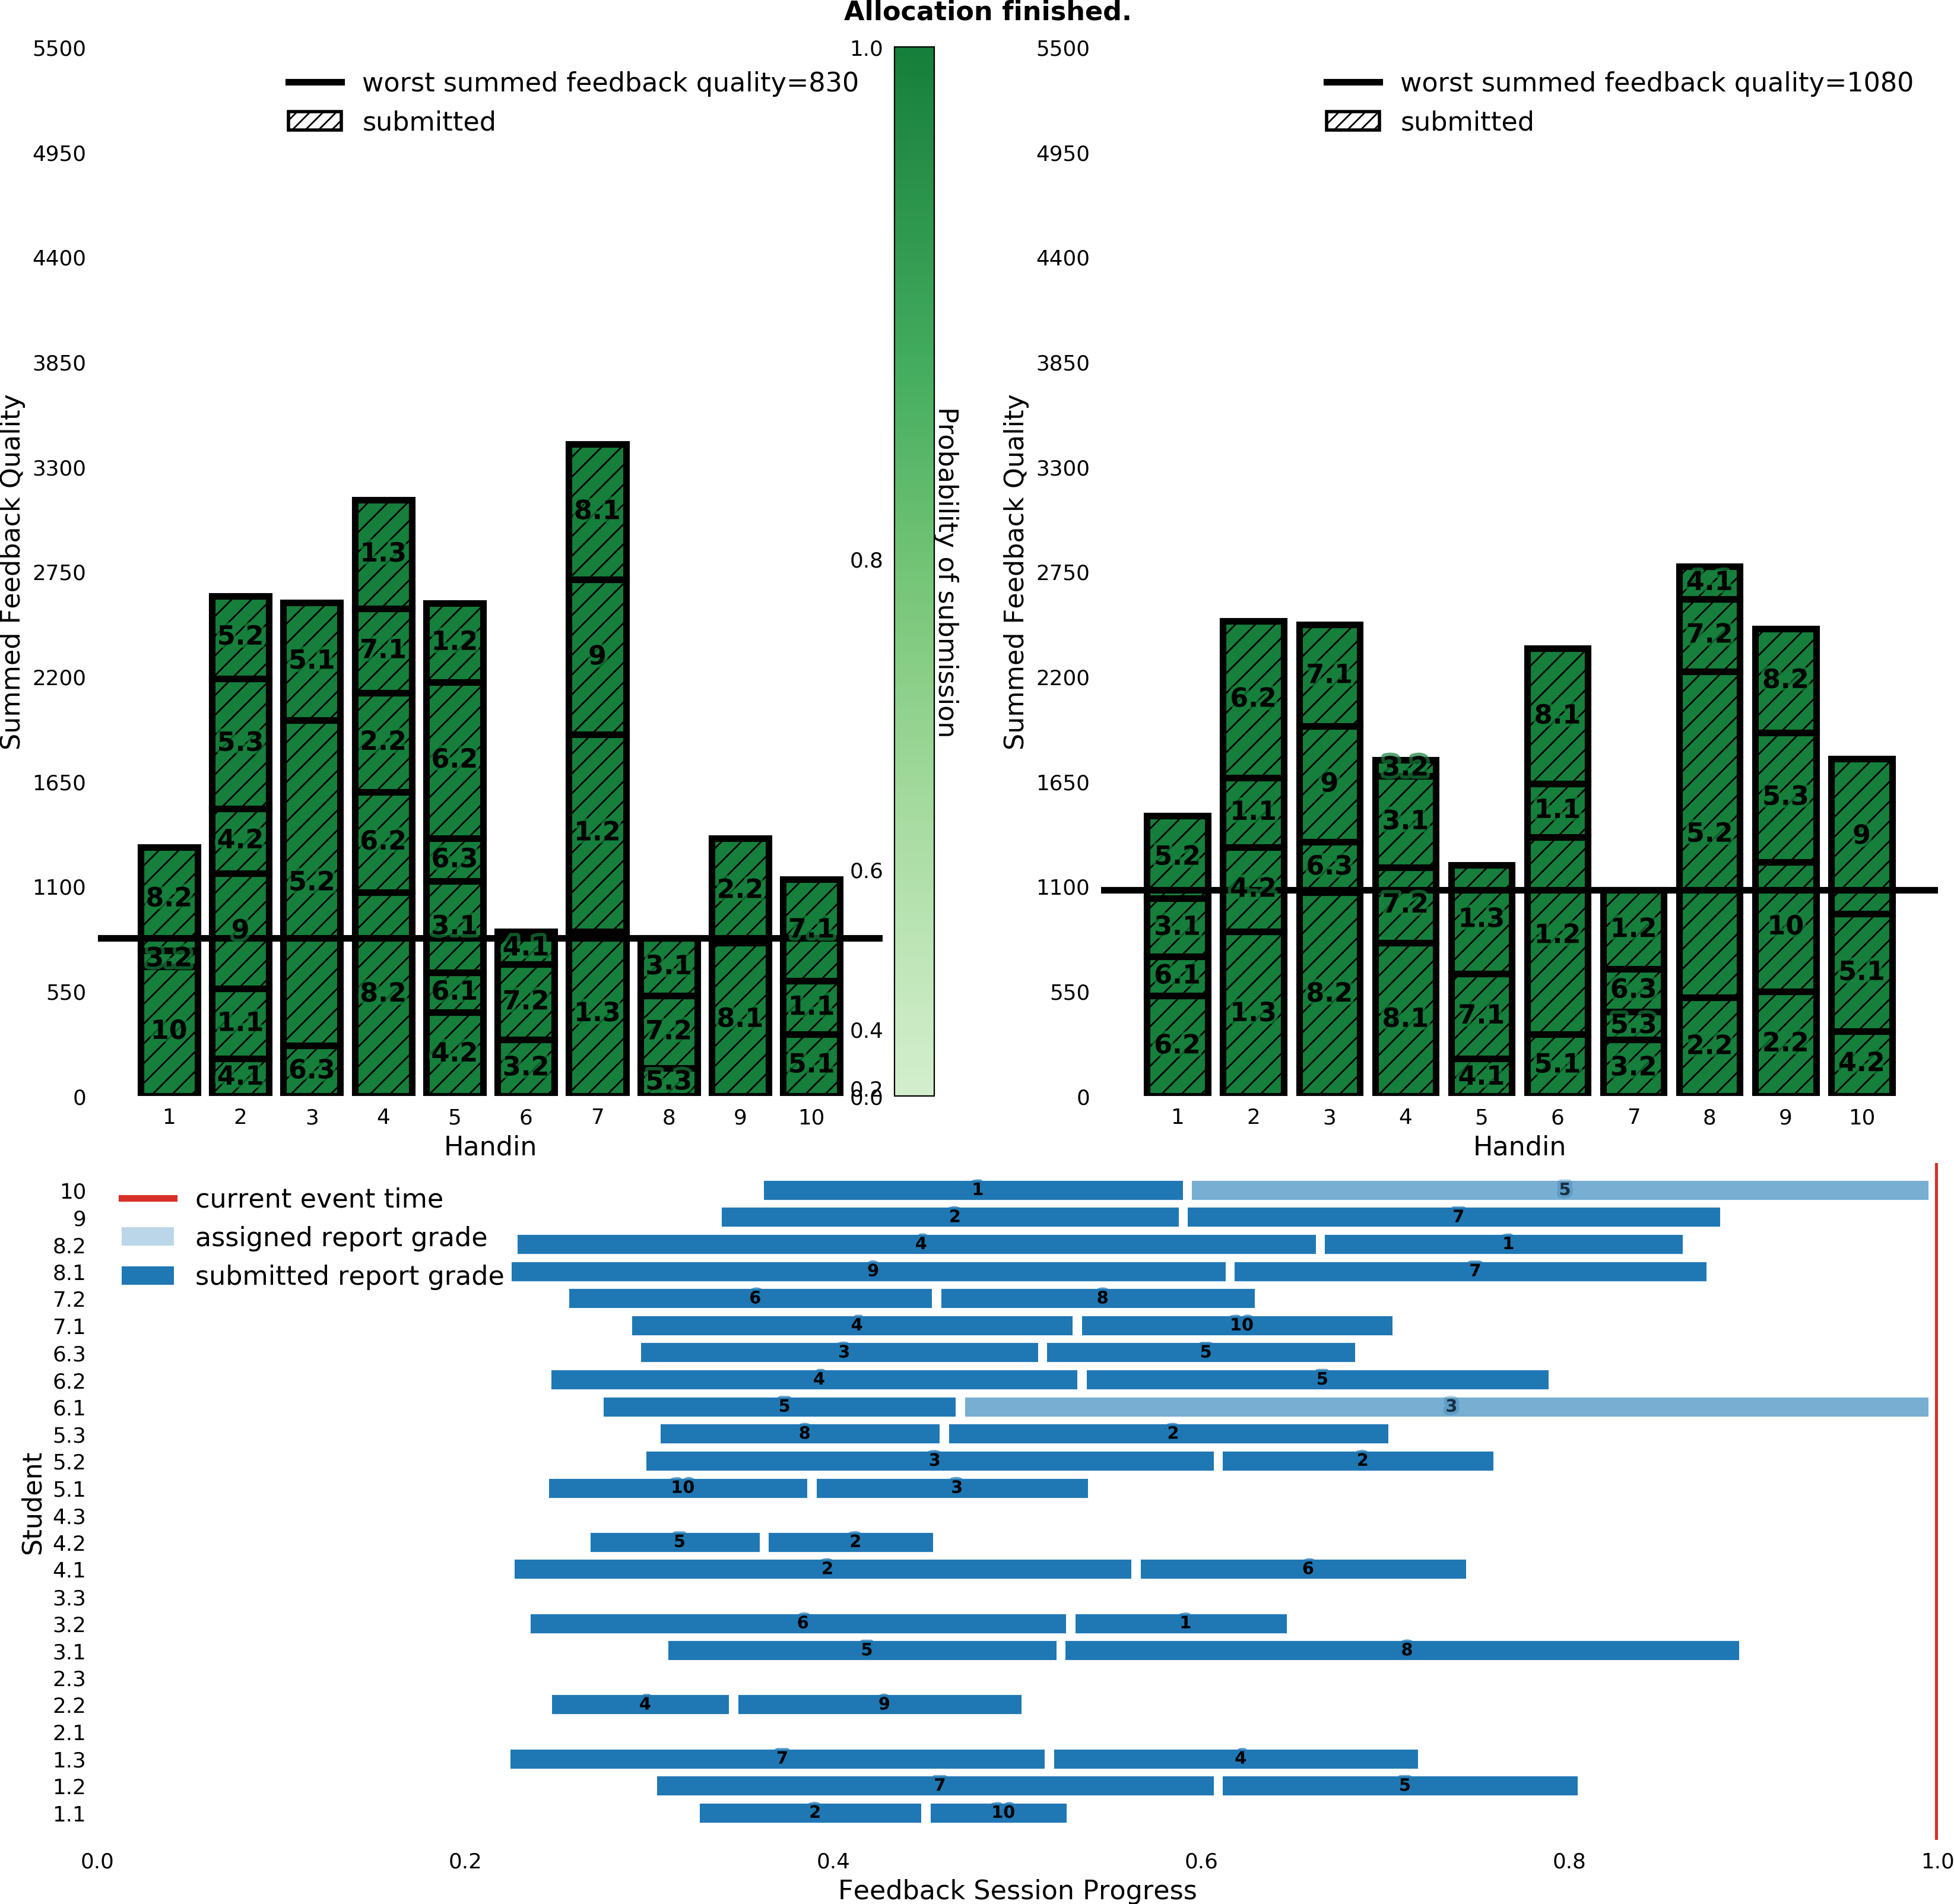 Allocation finished.
5500
4950
4400
3850
3300
2750
2200
1650
1100
550
0
Summed Feedback Quality
worst summed feedback quality=830
submitted
8.2
3.2
10
5.2
5.3
4.2
9
1.1
4.1
5.1
5.2
6.3
1.3
7.1
2.2
6.2
8.2
1.2
6.2
6.3
3.1
6.1
4.2
4.1
7.2
3.2
8.1
9
1.2
1.3
3.1
7.2
5.3
2.2
8.1
7.1
1.1
5.1
1 2 3 4 5 6 7 8 9 10
Handin
1.0
0.8
0.6
0.4
0.2
0.0
Probability of submission
5500
4950
4400
3850
3300
2750
2200
1650
1100
550
0
Summed Feedback Quality
worst summed feedback quality=1080
submitted
5.2
3.1
6.1
6.2
6.2
1.1
4.2
1.3
7.1
9
6.3
8.2
3.2
3.1
7.2
8.1
1.3
7.1
4.1
8.1
1.1
1.2
5.1
1.2
6.3
5.3
3.2
4.1
7.2
5.2
2.2
8.2
5.3
10
2.2
9
5.1
4.2
1 2 3 4 5 6 7 8 9 10
Handin
current event time
assigned report grade
submitted report grade
Student
10 1 5
9 2 7
8.2 4 1
8.1 9 7
7.2 6 8
7.1 4 10
6.3 3 5
6.2 4 5
6.1 5 3
5.3 8 2
5.2 3 2
5.1 10 3
4.3
4.2 5 2
4.1 2 6
3.3
3.2 6 1
3.1 5 8
2.3
2.2 4 9
2.1
1.3 7 4
1.2 7 5
1.1 2 10
0.0 0.2 0.4 0.6 0.8 1.0
Feedback Session Progress